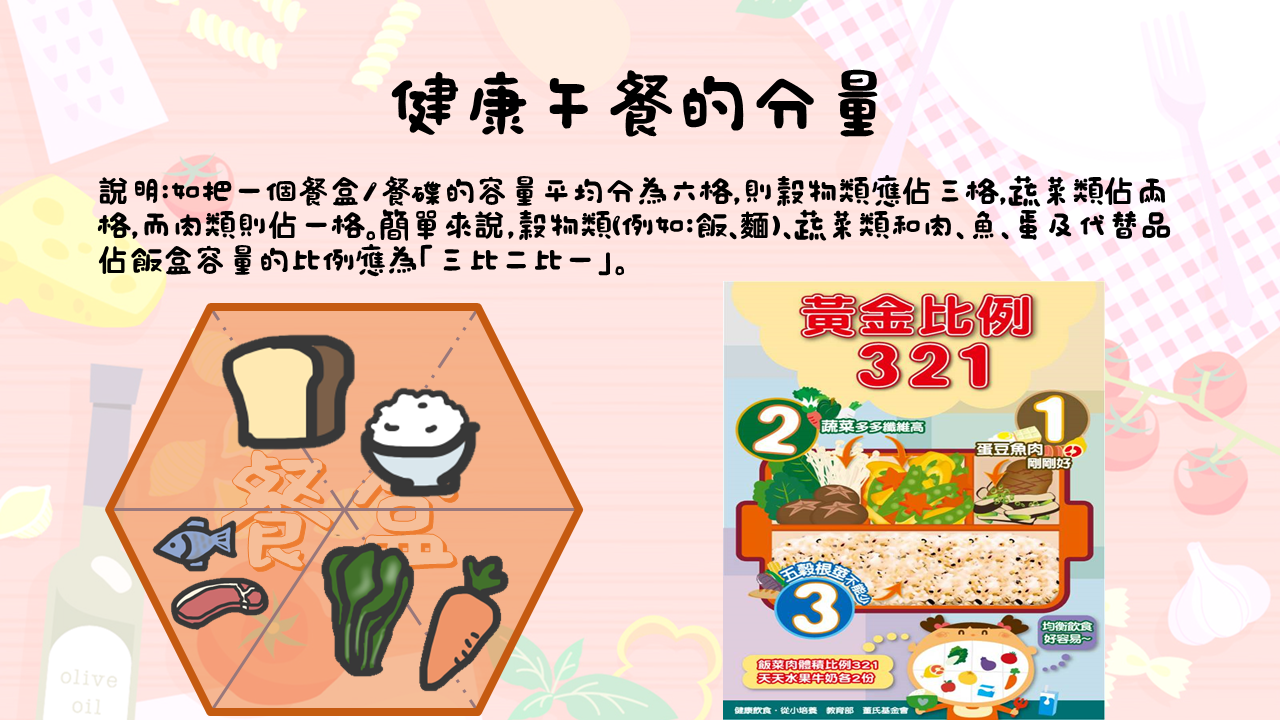 健康午餐的分量
說明:如把一個餐盒/餐碟的容量平均分為六格,則穀物類應佔三格,蔬菜類佔兩
格,而肉類則佔一格。簡單來說,穀物類(例如:飯、麵)、蔬菜類和肉、魚、蛋及代替品
佔飯盒容量的比例應為「三比二比一」。
餐盒
黃金比例
321
2
蔬菜多多纖維高
1
蛋豆魚肉
剛剛好
五穀根莖不能少
3
均衡飲食
好容易~
飯菜肉體積比例321
天天水果牛奶各2份
健康飲食·從小培養 教育部 董氏基金會
olive
oil